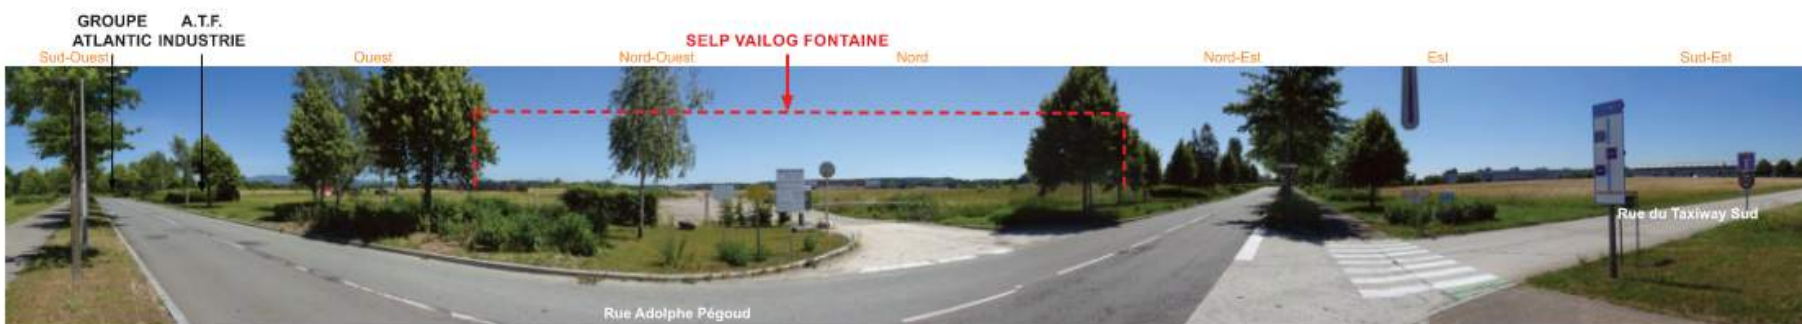 GROUPE
ATLANTIC
A.T.F.
INDUSTRIE
SELP VAILOG FONTAINE
Sud-Ouest
Ouest
Nord-Ouest
Nord
Nord-Est
Est
Sud-Est
Rue du Taxiway Sud
Rue Adolphe Pégoud